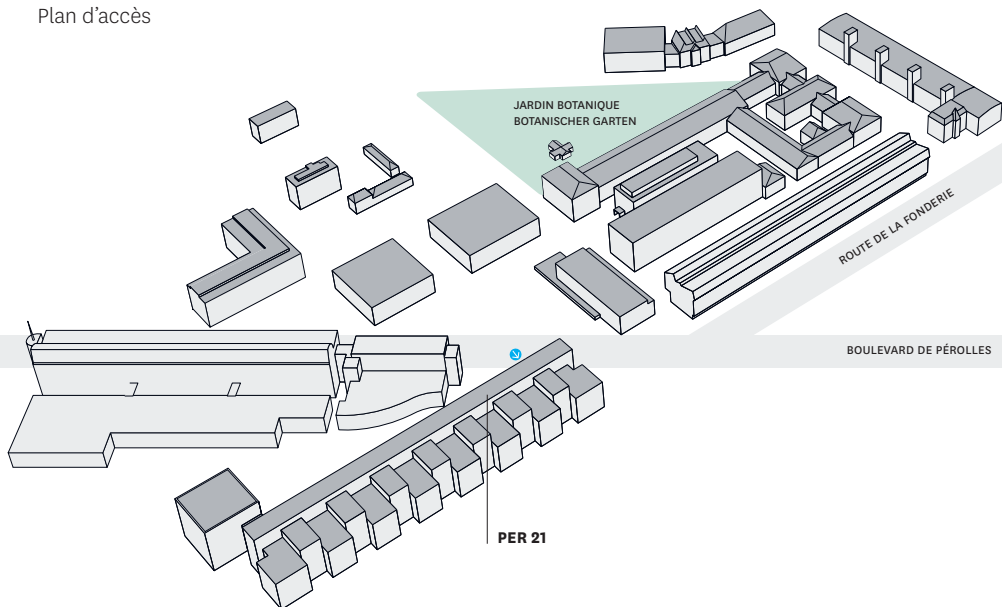 Plan d'accès
JARDIN BOTANIQUE
BOTANISCHER GARTEN
ROUTE DE LA FONDERIE
BOULEVARD DE PÉROLLES
PER 21